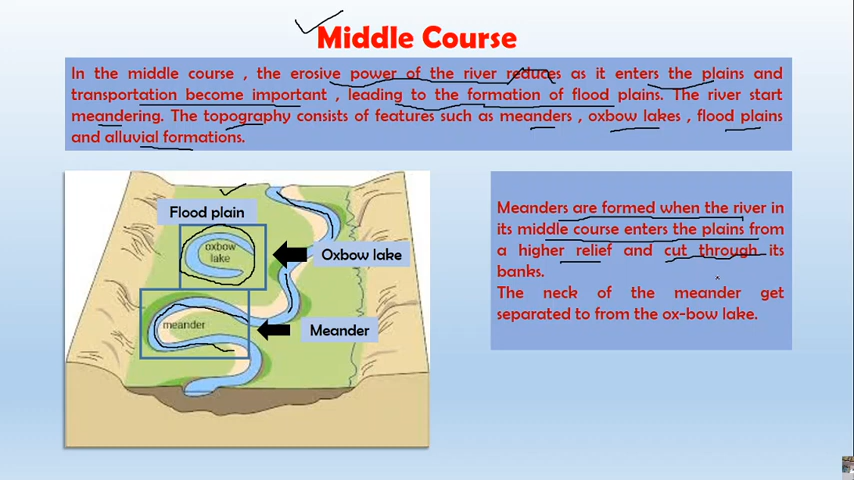 Middle Course
In the middle course , the erosive power of the river reduces as it enters the plains and
transportation become important , leading to the formation of flood plains. The river start
meandering. The topography consists of features such as meanders , oxbow lakes , flood plains
and alluvial formations.
Flood plain
oxbow
lake
Oxbow lake
meander
Meander
Meanders are formed when the river in
its middle course enters the plains from
a higher relief and cut through its
banks.
The neck of the meander get
separated to from the ox-bow lake.